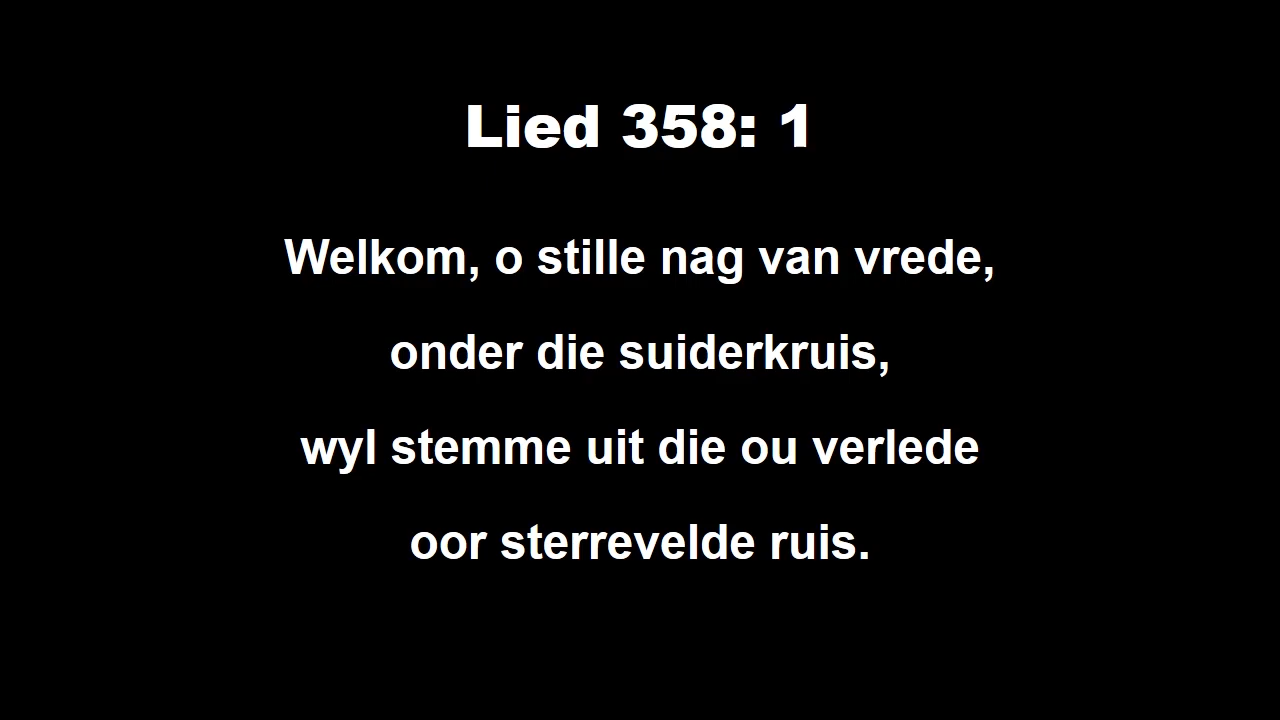 Lied 358: 1
Welkom, o stille nag van vrede,
onder die suiderkruis,
wyl stemme uit die ou verlede
oor sterrevelde ruis.